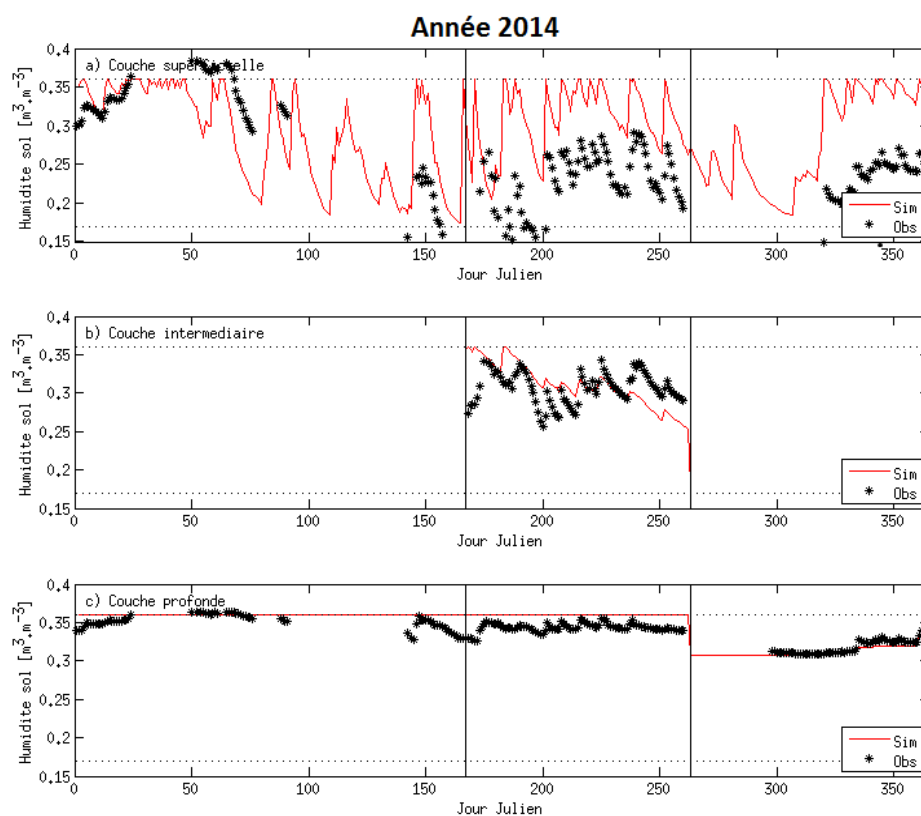 Année 2014
a) Couche superficielle
Humidite sol [m³.m⁻³]
0.4
0.35
0.3
0.25
0.2
0.15
0 50 100 150 200 250 300 350
Jour Julien
Sim
Obs
b) Couche intermediaire
Humidite sol [m³.m⁻³]
0.4
0.35
0.3
0.25
0.2
0.15
0 50 100 150 200 250 300 350
Jour Julien
Sim
Obs
c) Couche profonde
Humidite sol [m³.m⁻³]
0.4
0.35
0.3
0.25
0.2
0.15
0 50 100 150 200 250 300 350
Jour Julien
Sim
Obs